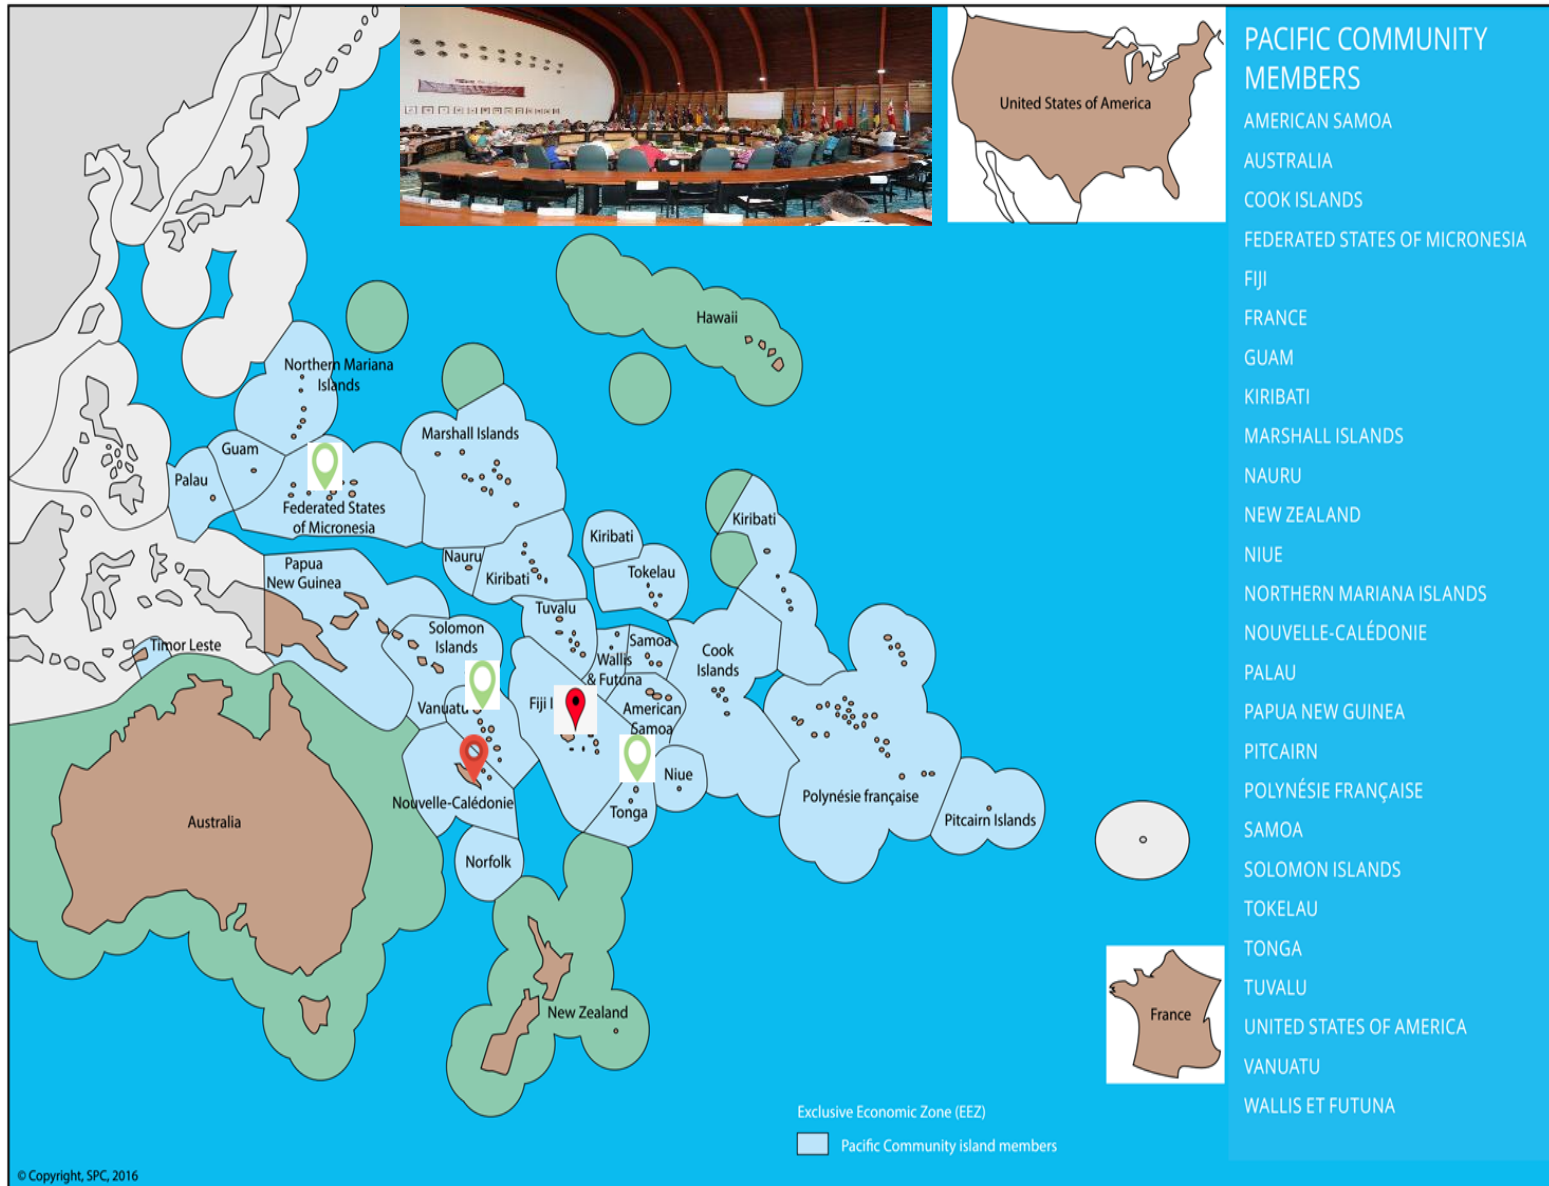 United States of America
Hawaii
Northern Mariana
Islands
Guam
Palau
Federated States
of Micronesia
Marshall Islands
Nauru
Kiribati
Kiribati
Kiribati
Tokelau
Papua
New Guinea
Timor Leste
Solomon
Islands
Tuvalu
Wallis
& Futuna
Samoa
Cook
Islands
Vanuatu
Fiji
American
Samoa
Niue
Nouvelle-Calédonie
Tonga
Polynésie française
Pitcairn Islands
Australia
Norfolk
New Zealand
France
PACIFIC COMMUNITY
MEMBERS
AMERICAN SAMOA
AUSTRALIA
COOK ISLANDS
FEDERATED STATES OF MICRONESIA
FIJI
FRANCE
GUAM
KIRIBATI
MARSHALL ISLANDS
NAURU
NEW ZEALAND
NIUE
NORTHERN MARIANA ISLANDS
NOUVELLE-CALÉDONIE
PALAU
PAPUA NEW GUINEA
PITCAIRN
POLYNÉSIE FRANÇAISE
SAMOA
SOLOMON ISLANDS
TOKELAU
TONGA
TUVALU
UNITED STATES OF AMERICA
VANUATU
WALLIS ET FUTUNA
Exclusive Economic Zone (EEZ)
Pacific Community island members
© Copyright, SPC, 2016